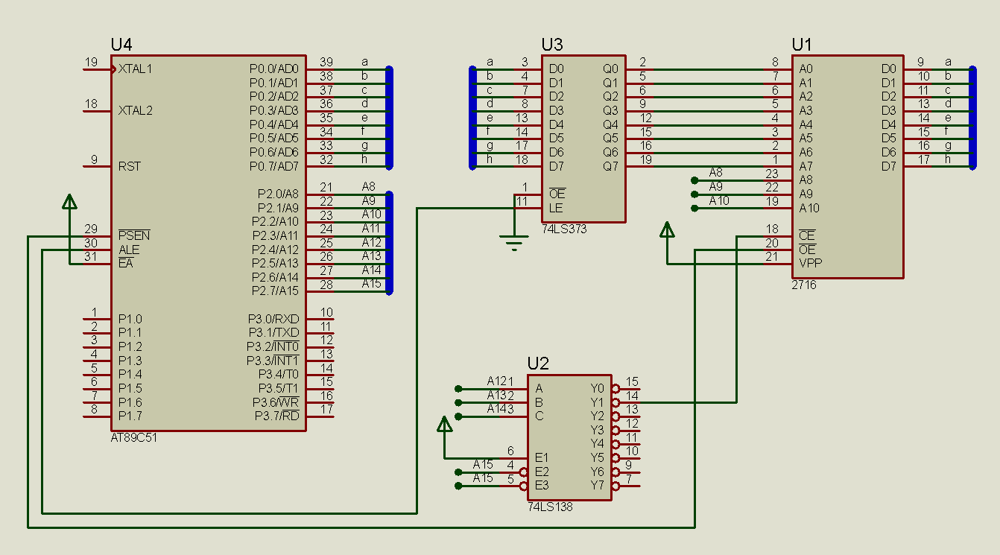 U4
19 XTAL1 P0.0/AD0 39 a
P0.1/AD1 38 b
P0.2/AD2 37 c
18 XTAL2 P0.3/AD3 36 d
P0.4/AD4 35 e
P0.5/AD5 34 f
P0.6/AD6 33 g
9 RST P0.7/AD7 32 h
P2.0/A8 21 A8
P2.1/A9 22 A9
P2.2/A10 23 A10
29 PSEN P2.3/A11 24 A11
30 ALE P2.4/A12 25 A12
31 EA P2.5/A13 26 A13
P2.6/A14 27 A14
P2.7/A15 28 A15
1 P1.0 P3.0/RXD 10
2 P1.1 P3.1/TXD 11
3 P1.2 P3.2/INT0 12
4 P1.3 P3.3/INT1 13
5 P1.4 P3.4/T0 14
6 P1.5 P3.5/T1 15
7 P1.6 P3.6/WR 16
8 P1.7 P3.7/RD 17
AT89C51
U3
a 3 D0 Q0 2
b 4 D1 Q1 5
c 7 D2 Q2 6
d 8 D3 Q3 9
e 13 D4 Q4 12
f 14 D5 Q5 15
g 17 D6 Q6 16
h 18 D7 Q7 19
1 OE
11 LE
74LS373
U1
8 A0 D0 9 a
7 A1 D1 10 b
6 A2 D2 11 c
5 A3 D3 13 d
4 A4 D4 14 e
3 A5 D5 15 f
2 A6 D6 16 g
1 A7 D7 17 h
A8 23 A8
A9 22 A9
A10 19 A10
18 CE
20 OE
21 VPP
2716
U2
A12 1 A Y0 15
A13 2 B Y1 14
A14 3 C Y2 13
Y3 12
Y4 11
6 E1 Y5 10
A15 4 E2 Y6 9
A15 5 E3 Y7 7
74LS138